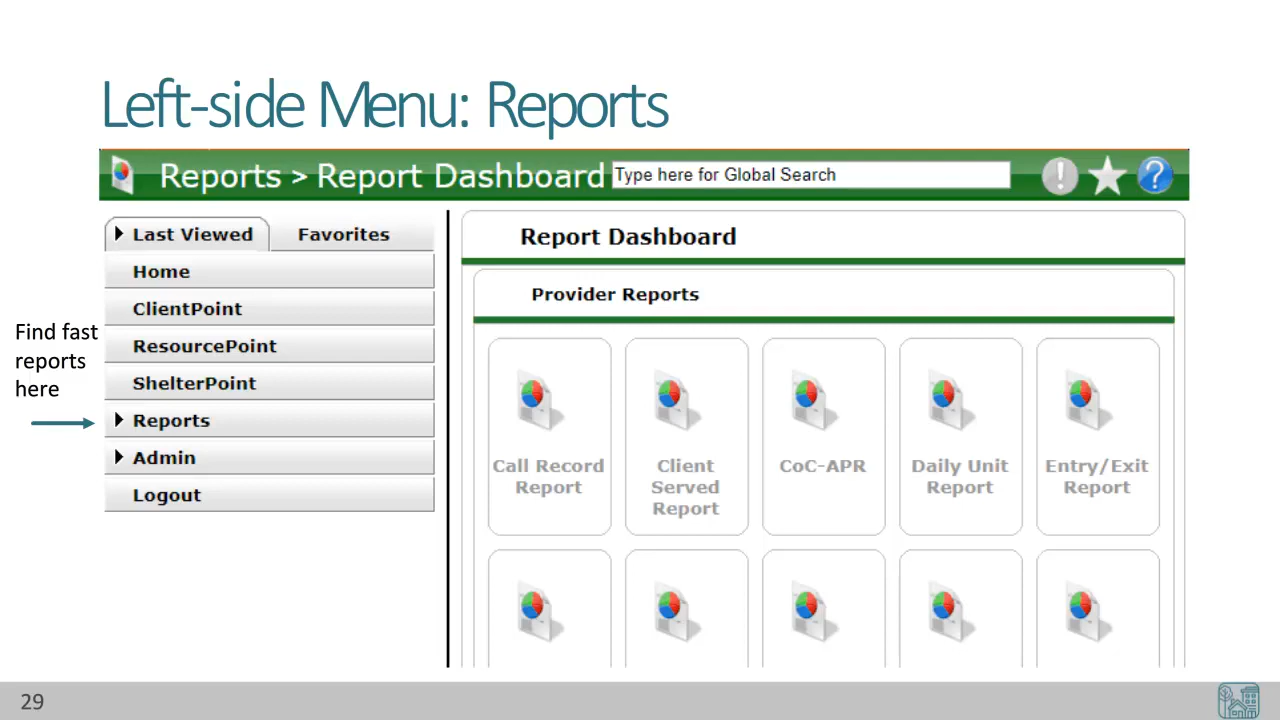 Left-side Menu: Reports
Reports > Report Dashboard
Type here for Global Search
Last Viewed
Favorites
Home
ClientPoint
ResourcePoint
ShelterPoint
Reports
Admin
Logout
Find fast
reports
here
Report Dashboard
Provider Reports
Call Record
Report
Client
Served
Report
CoC-APR
Daily Unit
Report
Entry/Exit
Report
29